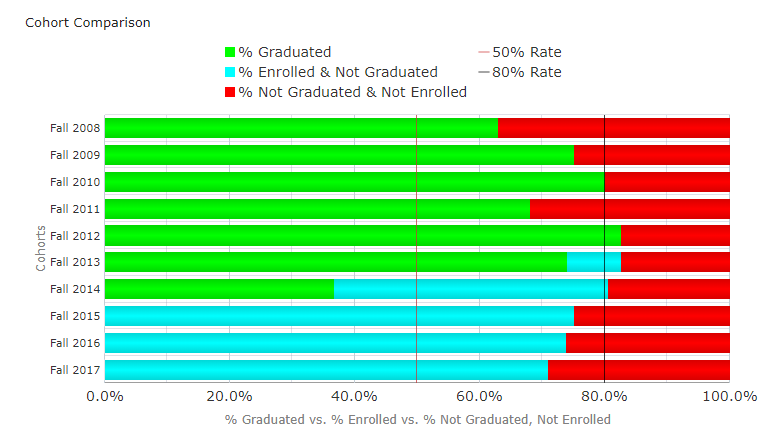 Cohort Comparison
% Graduated
50% Rate
% Enrolled & Not Graduated
80% Rate
% Not Graduated & Not Enrolled
Cohorts
Fall 2008
Fall 2009
Fall 2010
Fall 2011
Fall 2012
Fall 2013
Fall 2014
Fall 2015
Fall 2016
Fall 2017
0.0% 20.0% 40.0% 60.0% 80.0% 100.0%
% Graduated vs. % Enrolled vs. % Not Graduated, Not Enrolled